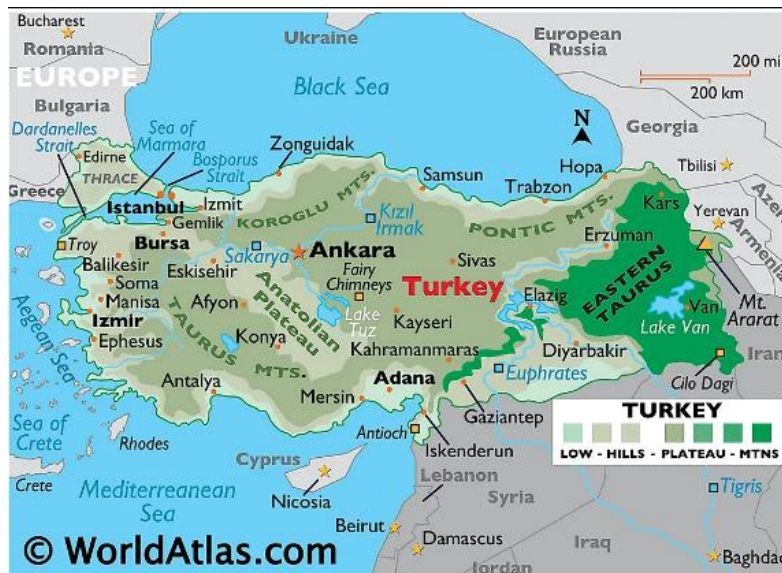 Bucharest
Romania
Ukraine
European
Russia
200 mi
200 km
EUROPE
Black Sea
Bulgaria
N
Georgia
Dardanelles
Strait
Sea of
Marmara
Bosporus
Strait
Zonguidak
Edirne
THRACE
Hopa
Tbilisi
Samsun
Greece
Istanbul
Izmit
Trabzon
KOROGLU MTS.
Kızıl
Irmak
PONTIC MTS.
Kars
Yerevan
Azer
Armenia
Gemlik
Troy
Bursa
Sakarya
Ankara
Erzuman
Balikesir
Eskisehir
Fairy
Chimneys
Sivas
EASTERN
TAURUS
Mt.
Ararat
Soma
Anatolian
Plateau
Turkey
Elazig
Manisa
Afyon
Lake
Tuz
Van
Aegean Sea
Izmir
TAURUS MTS.
Kayseri
Lake Van
Ephesus
Konya
Kahramanmaras
Diyarbakir
Iran
Antalya
Mersin
Adana
Euphrates
Cilo Dagi
Sea of
Crete
Rhodes
Antioch
Gaziantep
Iskenderun
TURKEY
LOW - HILLS - PLATEAU - MTNS
Crete
Cyprus
Lebanon
Mediterranean
Sea
Nicosia
Syria
Tigris
Beirut
Iraq
Damascus
Jordan
Baghdad
© WorldAtlas.com